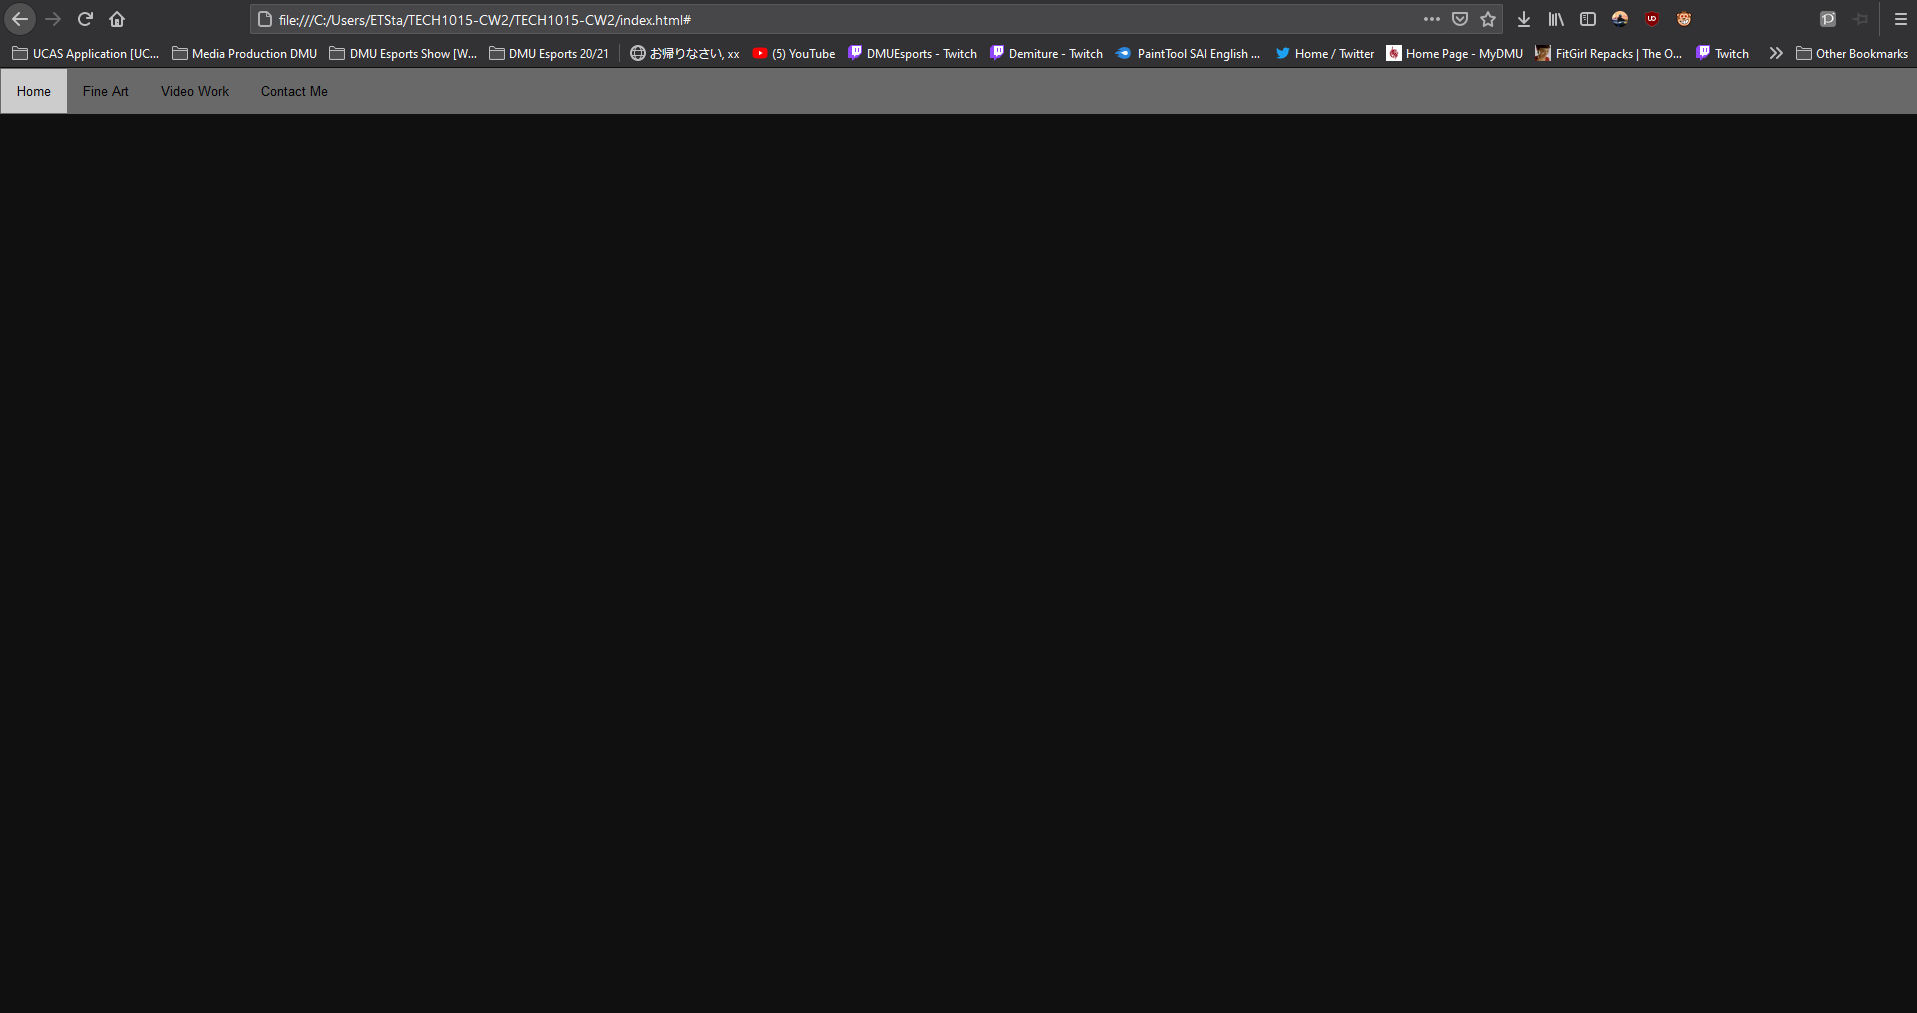 file:///C:/Users/ETSta/TECH1015-CW2/TECH1015-CW2/index.html#
UCAS Application [UC... Media Production DMU DMU Esports Show [W... DMU Esports 20/21 お帰りなさい, xx (5) YouTube DMUEsports - Twitch Demiture - Twitch PaintTool SAI English ... Home / Twitter Home Page - MyDMU FitGirl Repacks | The O... Twitch Other Bookmarks
Home Fine Art Video Work Contact Me